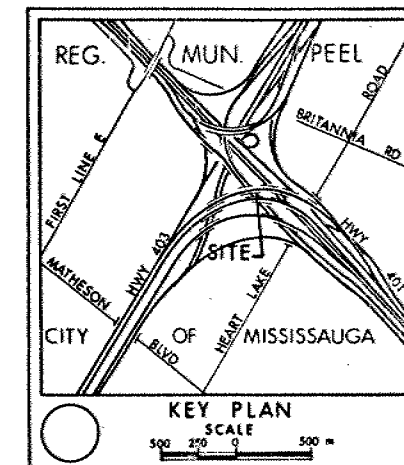 REG. MUN. PEEL
ROAD
BRITANNIA RD
FIRST LINE E
HWY 403
HWY 401
SITE
MATHESON BLVD
HEART LAKE
CITY OF MISSISSAUGA
KEY PLAN
SCALE
500 250 0 500 m